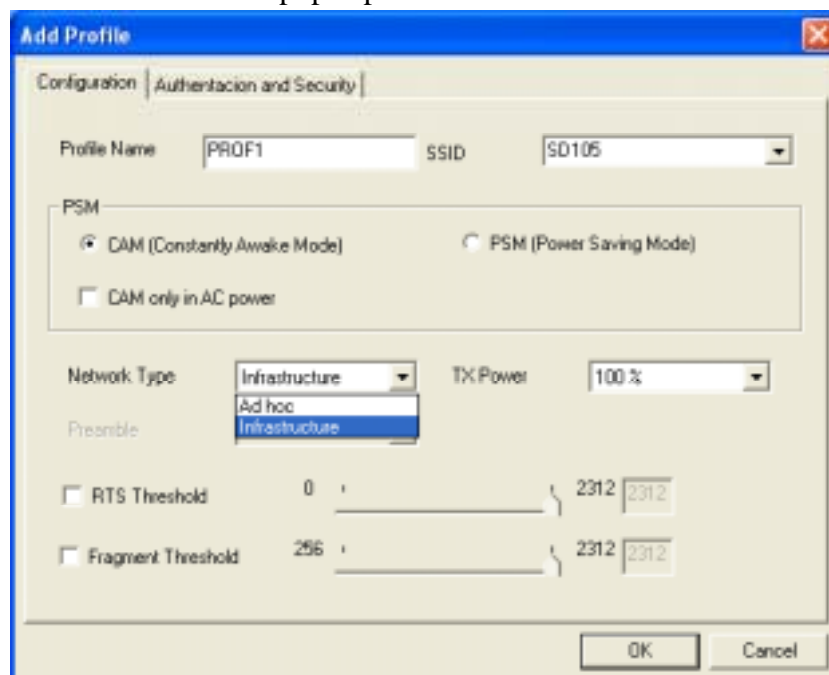 Add Profile
Configuration Authentacion and Security
Profile Name PROF1 SSID SD105
PSM
CAM (Constantly Awake Mode) PSM (Power Saving Mode)
CAM only in AC power
Network Type Infrastructure TX Power 100 %
Ad hoc
Preamble Infrastructure
RTS Threshold 0 2312 2312
Fragment Threshold 256 2312 2312
OK Cancel